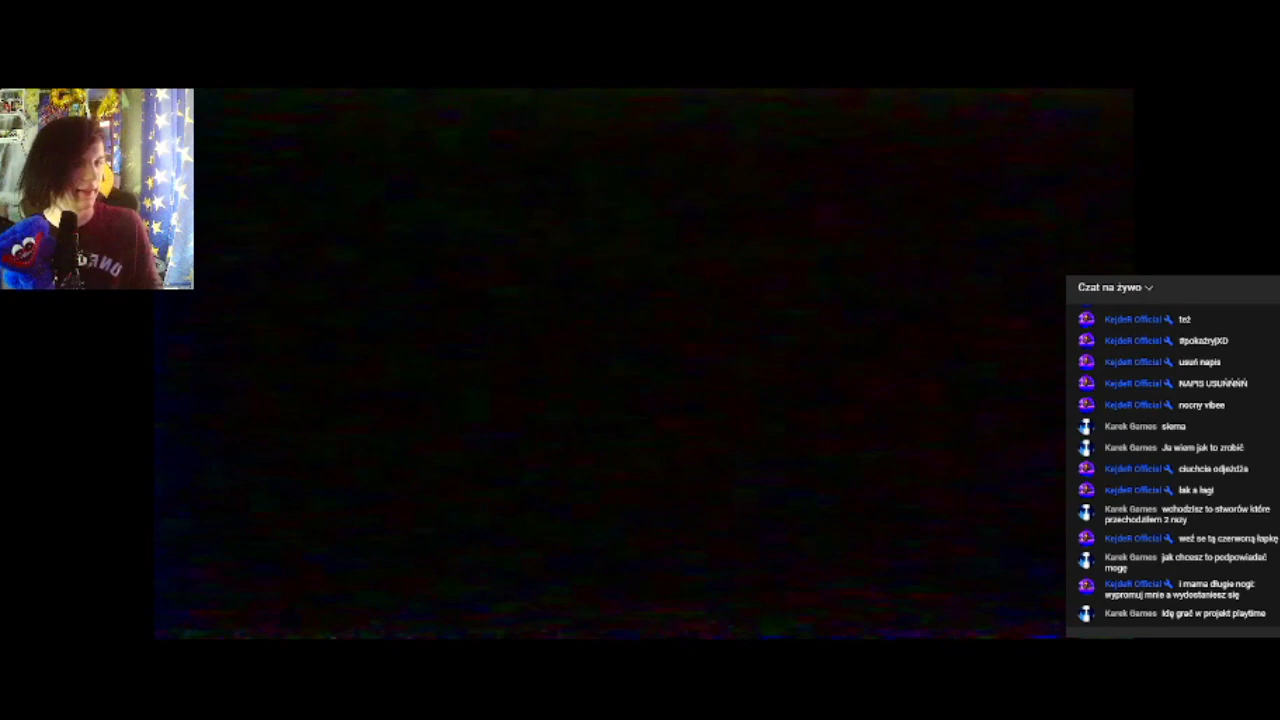 Czat na żywo
KejdeR Official też
KejdeR Official #pokażryjXD
KejdeR Official usuń napis
KejdeR Official NAPIS USUŃŃŃŃ
KejdeR Official nocny vibee
Karek Games siema
Karek Games Ja wiem jak to zrobić
KejdeR Official ciuchcia odjeżdża
KejdeR Official
Karek Games wchodzisz to stworów które
przechodziłem 2 razy
KejdeR Official weź se tą czerwoną łapkę
Karek Games jak chcesz to podpowiadać
mogę
KejdeR Official i mama długie nogi:
wypromuj mnie a wydostaniesz się
Karek Games idę grać w projekt playtime